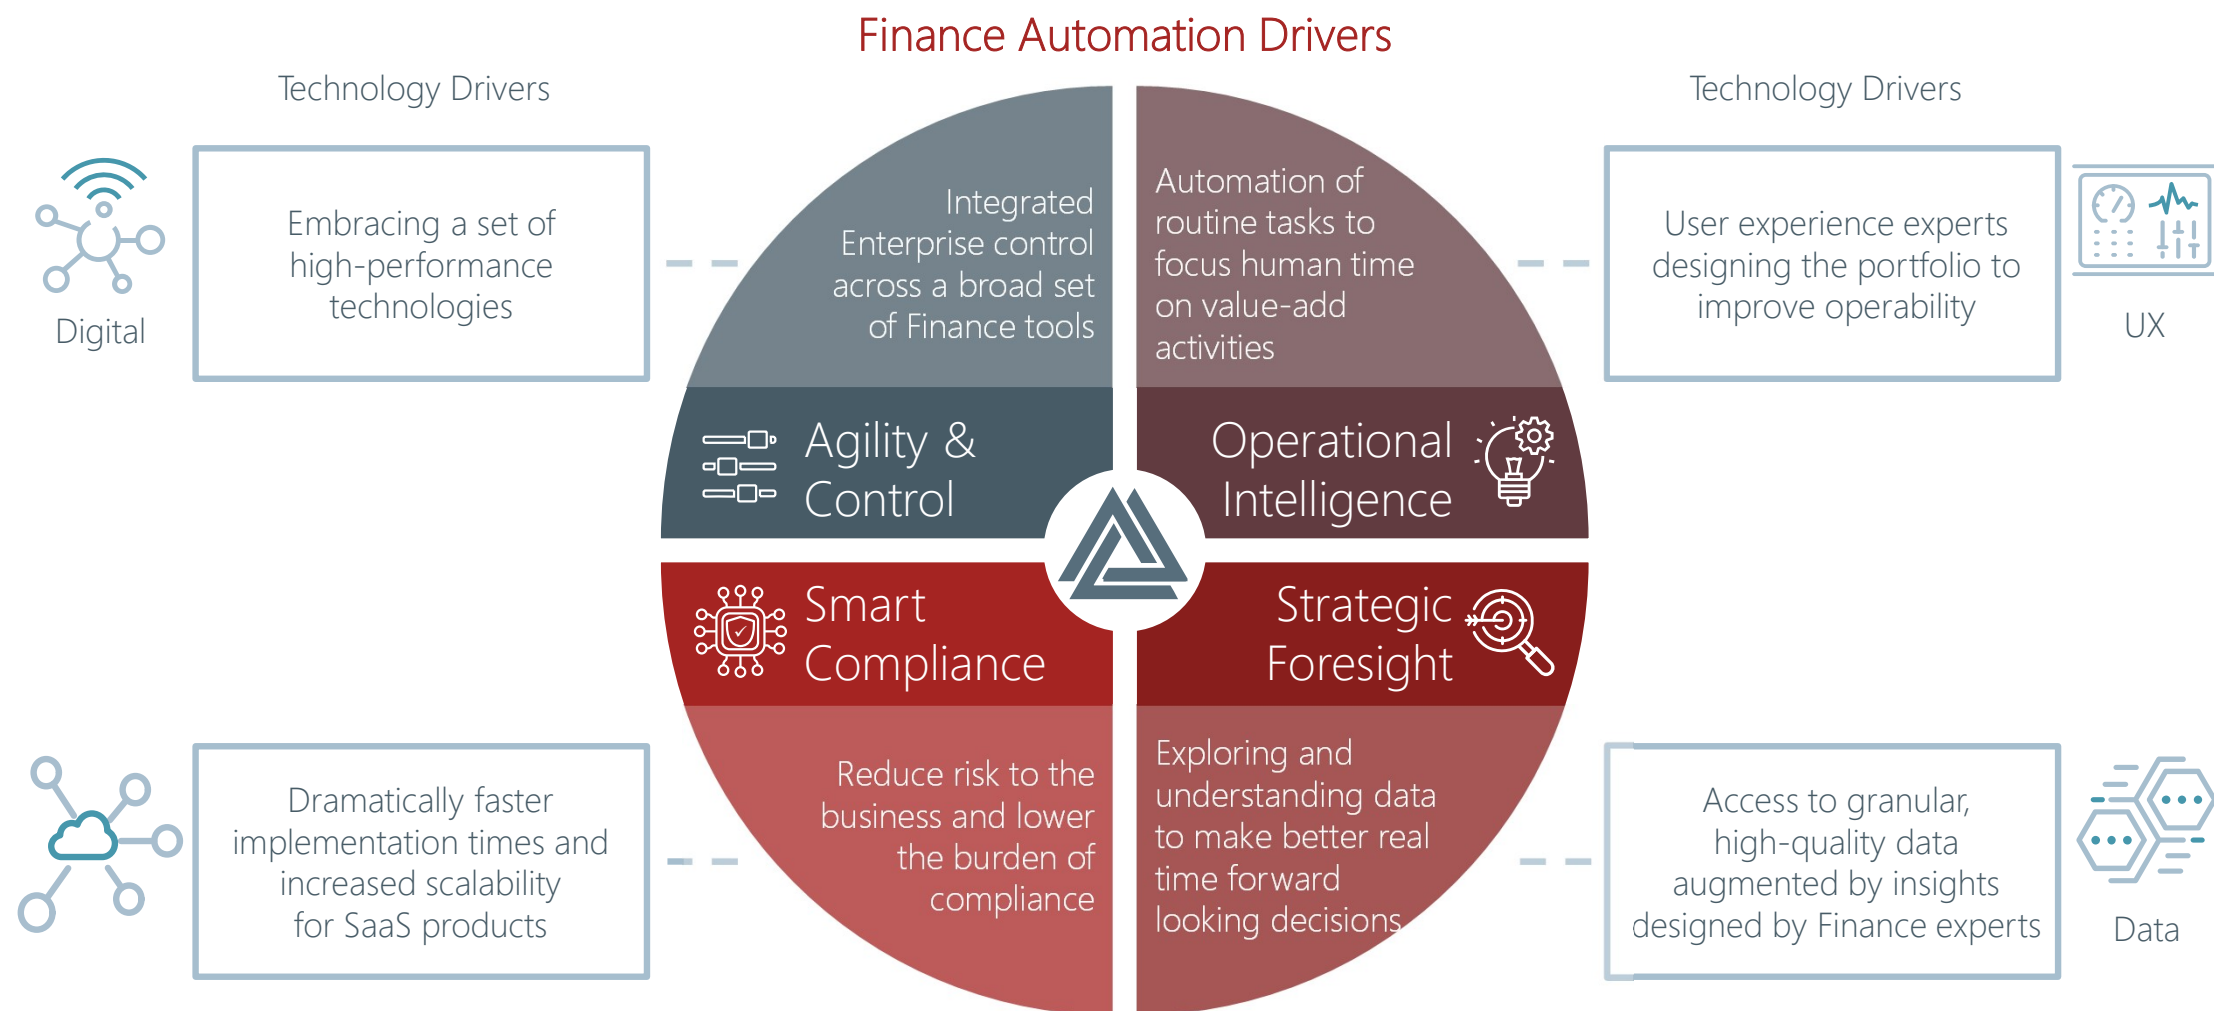 Finance Automation Drivers
Technology Drivers
Technology Drivers
Embracing a set of
high-performance
technologies
Digital
Integrated
Enterprise control
across a broad set
of Finance tools
Automation of
routine tasks to
focus human time
on value-add
activities
User experience experts
designing the portfolio to
improve operability
UX
Agility &
Control
Operational
Intelligence
Smart
Compliance
Strategic
Foresight
Dramatically faster
implementation times and
increased scalability
for SaaS products
Reduce risk to the
business and lower
the burden of
compliance
Exploring and
understanding data
to make better real
time forward
looking decisions
Access to granular,
high-quality data
augmented by insights
designed by Finance experts
Data